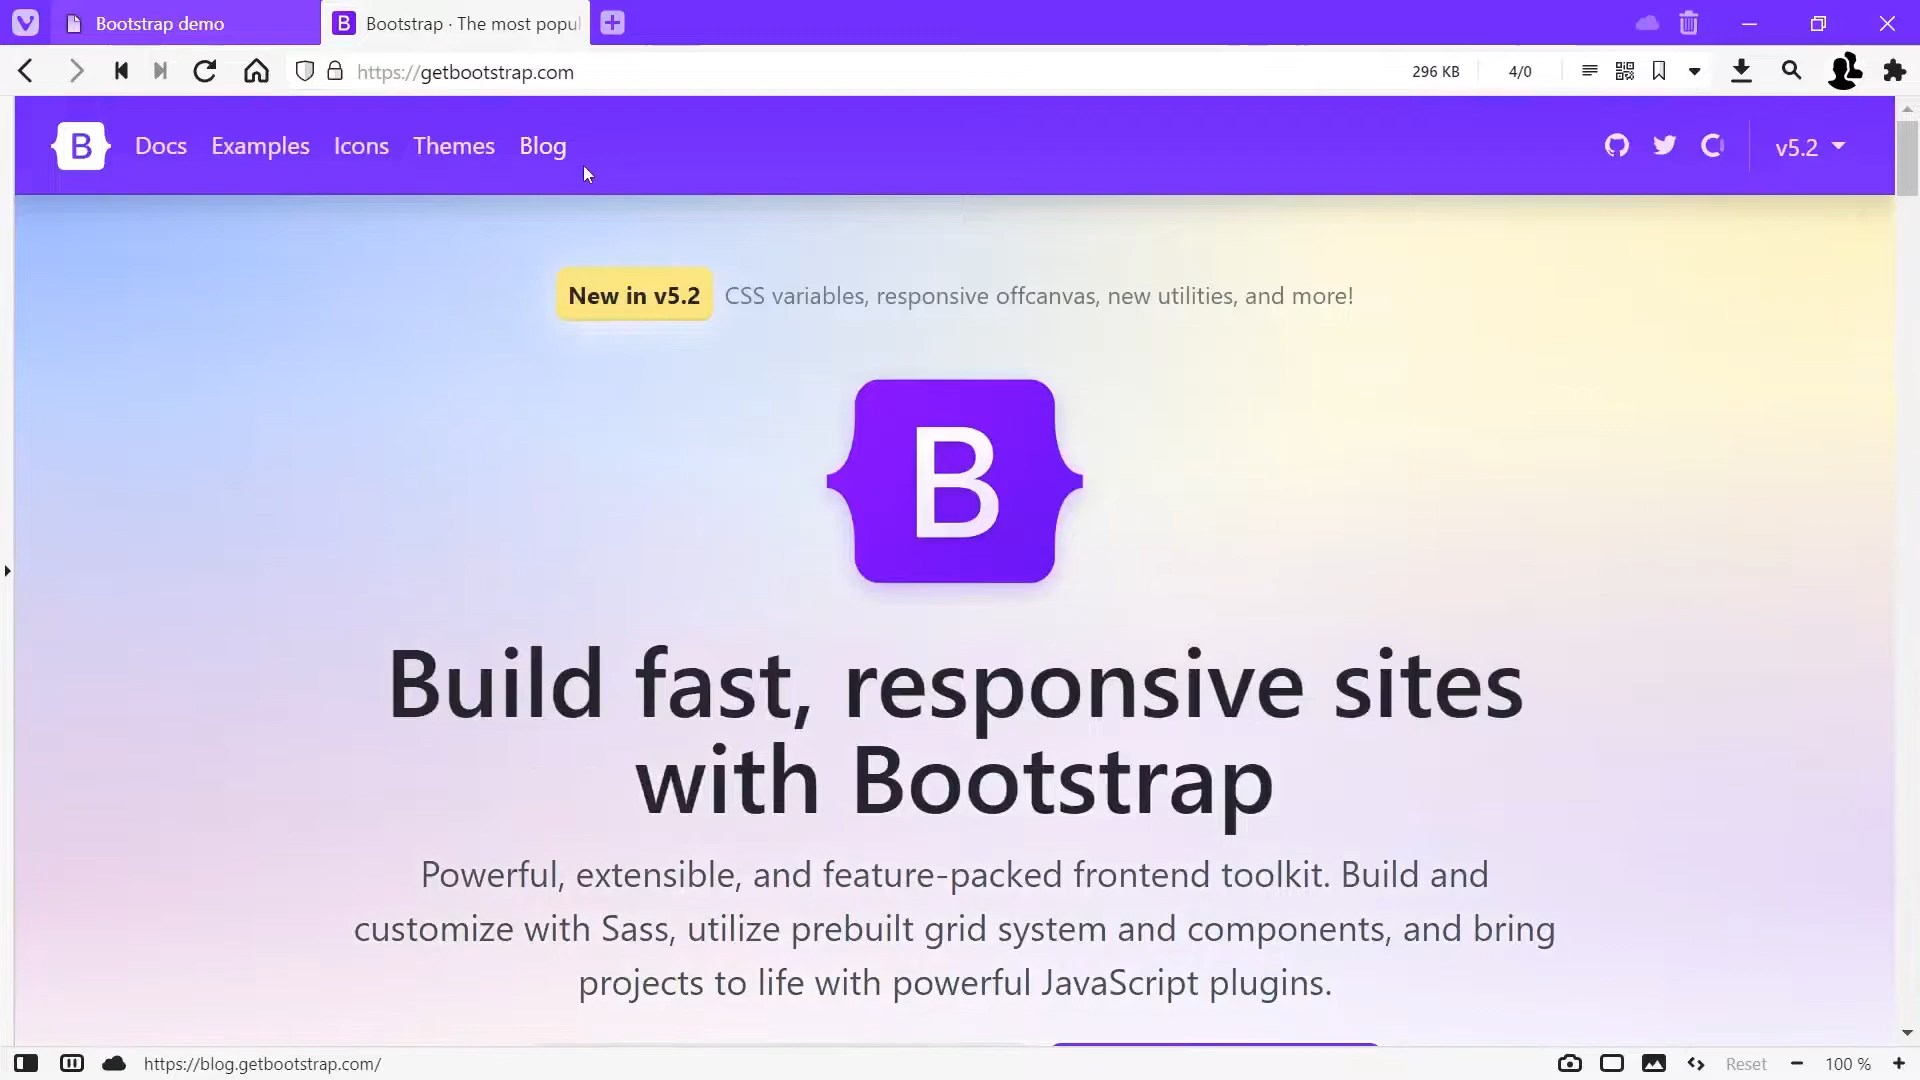 Bootstrap demo
Bootstrap · The most popul
https://getbootstrap.com
296 KB
4/0
B
Docs
Examples
Icons
Themes
Blog
v5.2
New in v5.2
CSS variables, responsive offcanvas, new utilities, and more!
B
Build fast, responsive sites
with Bootstrap
Powerful, extensible, and feature-packed frontend toolkit. Build and
customize with Sass, utilize prebuilt grid system and components, and bring
projects to life with powerful JavaScript plugins.
https://blog.getbootstrap.com/
Reset
100 %